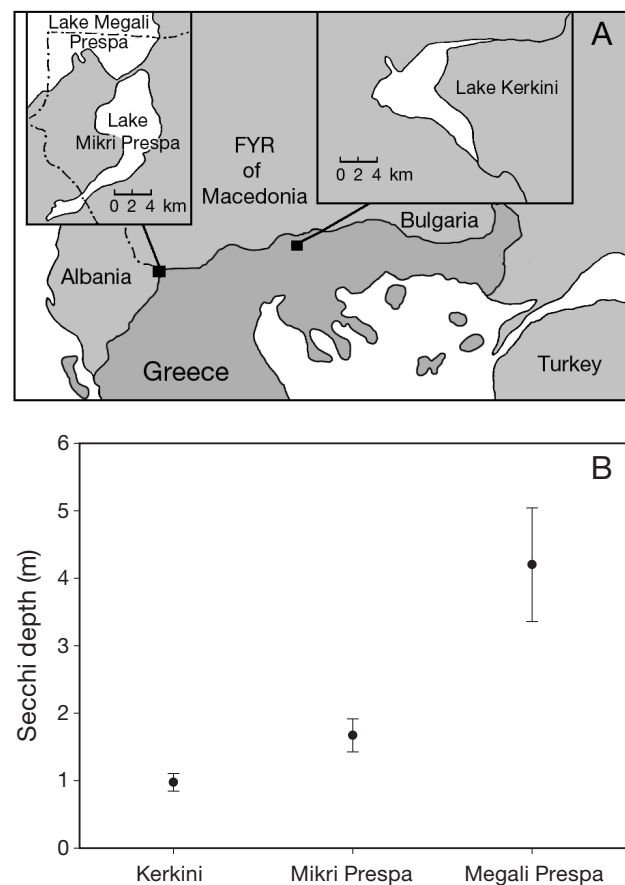 Lake Megali
Prespa
A
Lake
Mikri Prespa
0 2 4 km
Lake Kerkini
0 2 4 km
FYR
of
Macedonia
Bulgaria
Albania
Greece
Turkey
B
Secchi depth (m)
6
5
4
3
2
1
0
Kerkini
Mikri Prespa
Megali Prespa